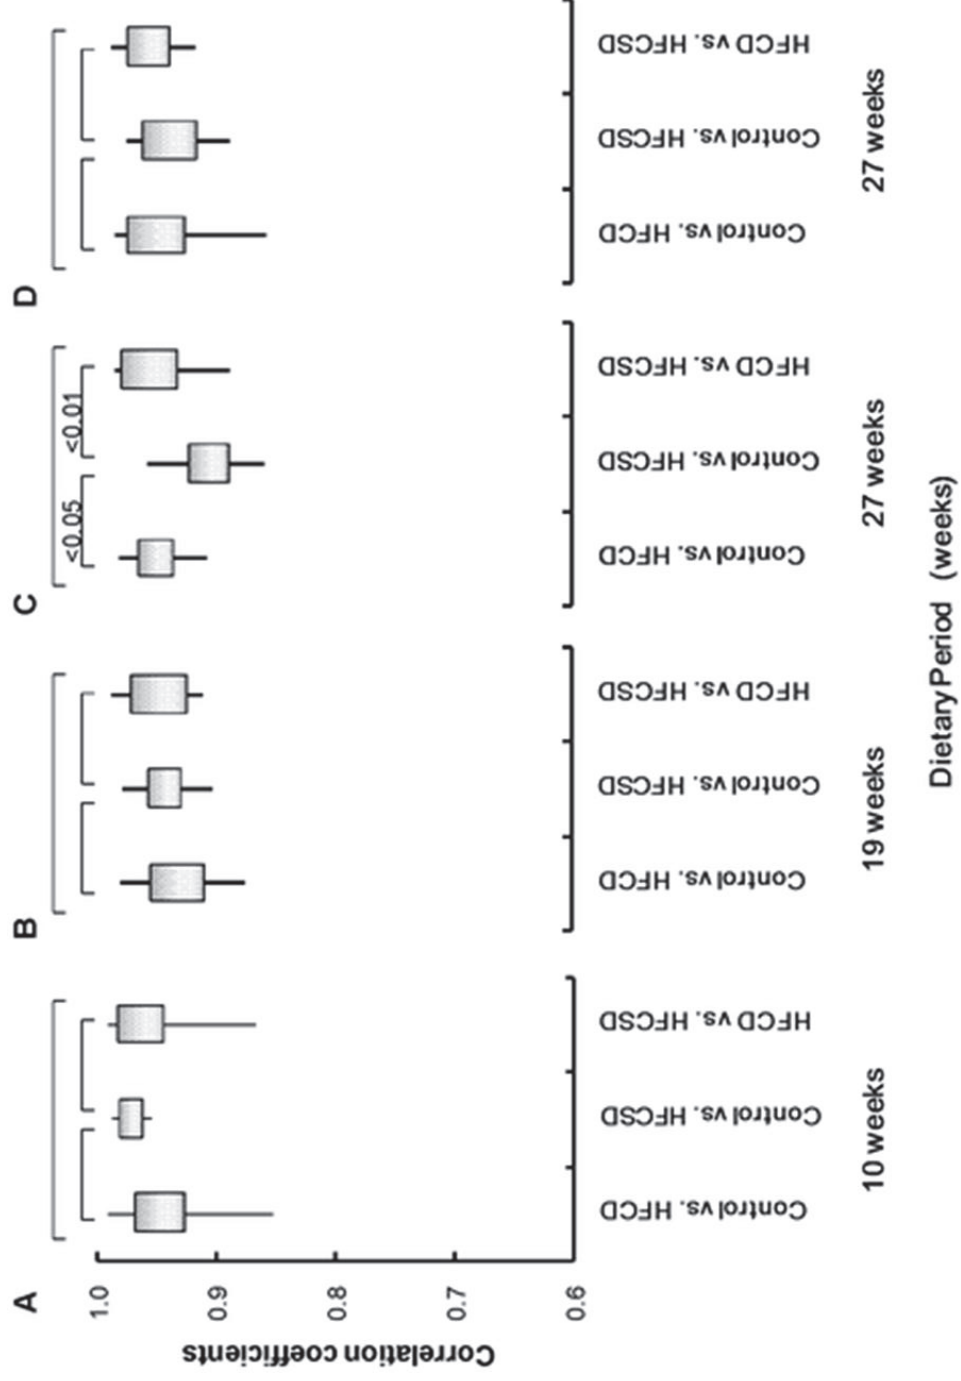 A
B
C
D
<0.05
<0.01
Correlation coefficients
1.0
0.9
0.8
0.7
0.6
Control vs. HFCD
Control vs. HFCSD
HFCD vs. HFCSD
Control vs. HFCD
Control vs. HFCSD
HFCD vs. HFCSD
Control vs. HFCD
Control vs. HFCSD
HFCD vs. HFCSD
Control vs. HFCD
Control vs. HFCSD
HFCD vs. HFCSD
10 weeks
19 weeks
27 weeks
27 weeks
Dietary Period (weeks)